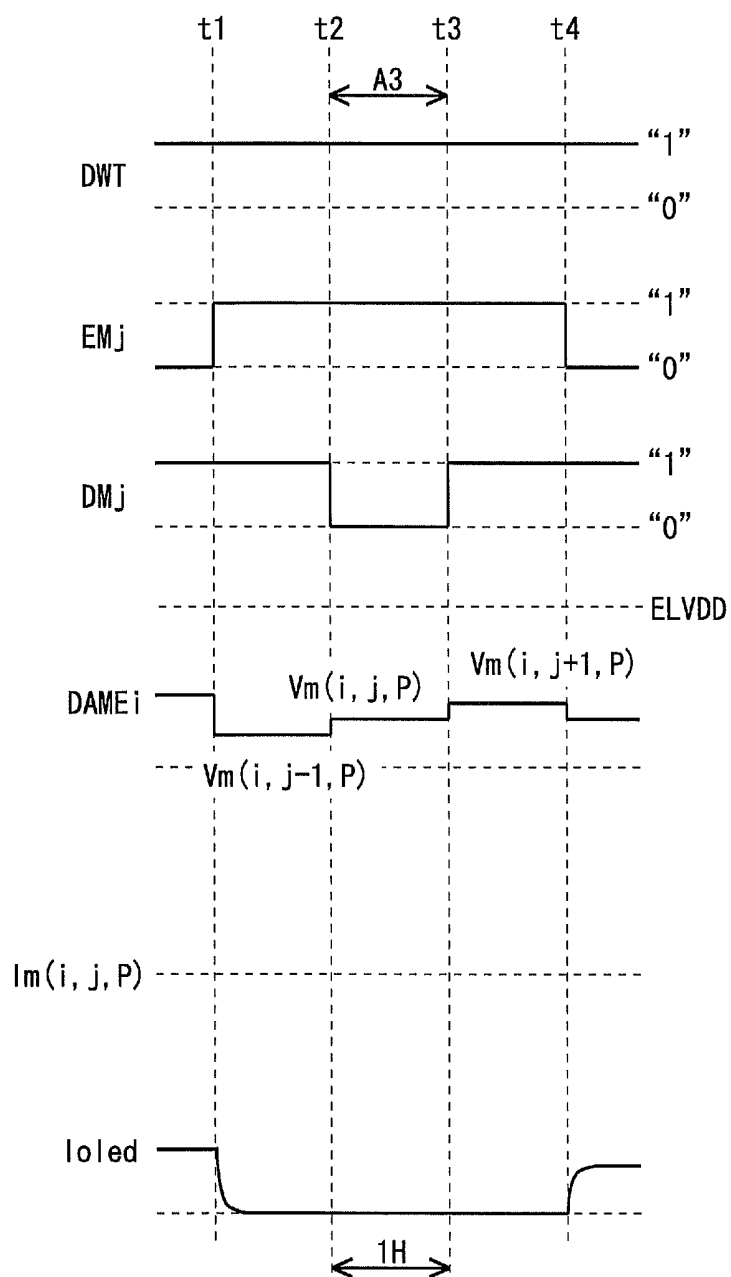 t1 t2 t3 t4
A3
“1”
DWT
“0”
“1”
EMj
“0”
“1”
DMj
“0”
ELVDD
Vm(i, j+1, P)
Vm(i, j, P)
DAMEi
Vm(i, j-1, P)
Im(i, j, P)
Ioled
1H